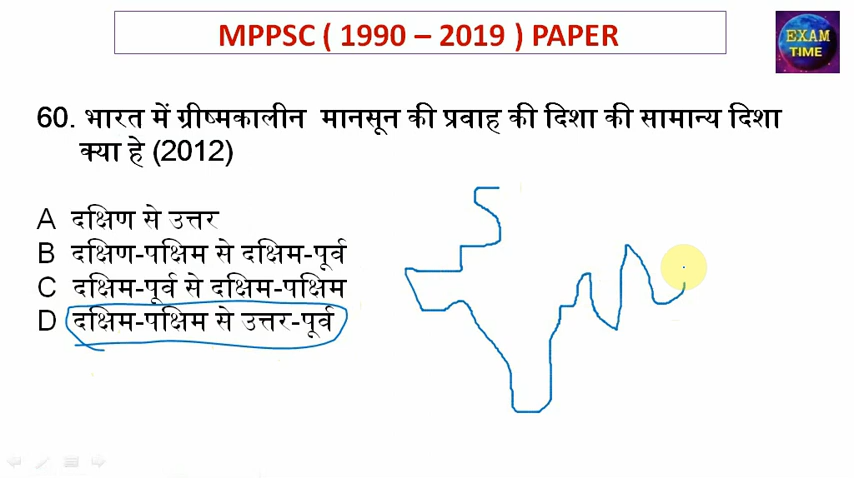 MPPSC ( 1990 – 2019 ) PAPER
EXAM
TIME
60. भारत में ग्रीष्मकालीन मानसून की प्रवाह की दिशा की सामान्य दिशा
क्या हे (2012)
A दक्षिण से उत्तर
B दक्षिण-पक्षिम से दक्षिम-पूर्व
C दक्षिम-पूर्व से दक्षिम-पक्षिम
D दक्षिम-पक्षिम से उत्तर-पूर्व